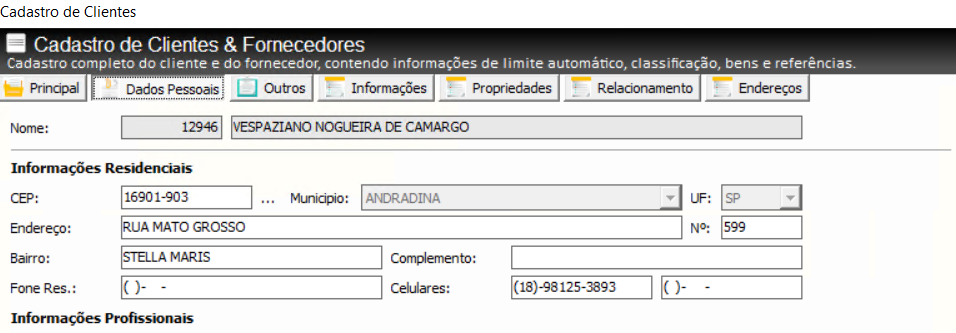 Cadastro de Clientes
Cadastro de Clientes & Fornecedores
Cadastro completo do cliente e do fornecedor, contendo informações de limite automático, classificação, bens e referências.
Principal Dados Pessoais Outros Informações Propriedades Relacionamento Endereços
Nome: 12946 VESPAZIANO NOGUEIRA DE CAMARGO
Informações Residenciais
CEP: 16901-903 ... Municipio: ANDRADINA UF: SP
Endereço: RUA MATO GROSSO Nº: 599
Bairro: STELLA MARIS Complemento:
Fone Res.: ( )- - Celulares: (18)-98125-3893 ( )- -
Informações Profissionais